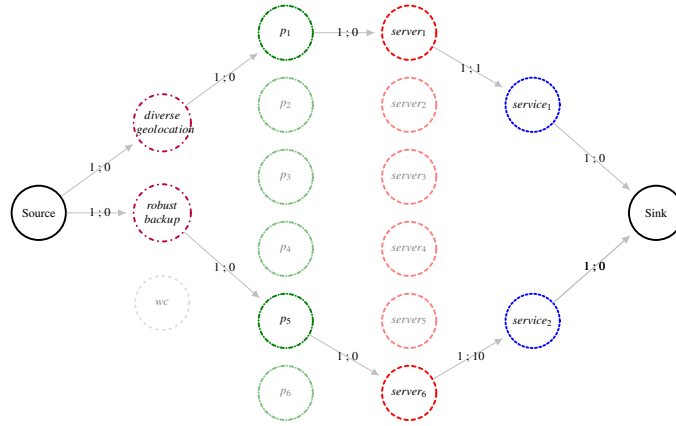 p1
1 ; 0
server1
1 ; 0
1 ; 1
diverse
geolocation
p2
server2
service1
1 ; 0
1 ; 0
p3
server3
Source
1 ; 0
robust
backup
Sink
p4
server4
1 ; 0
1 ; 0
wc
p5
server5
service2
1 ; 0
1 ; 10
p6
server6